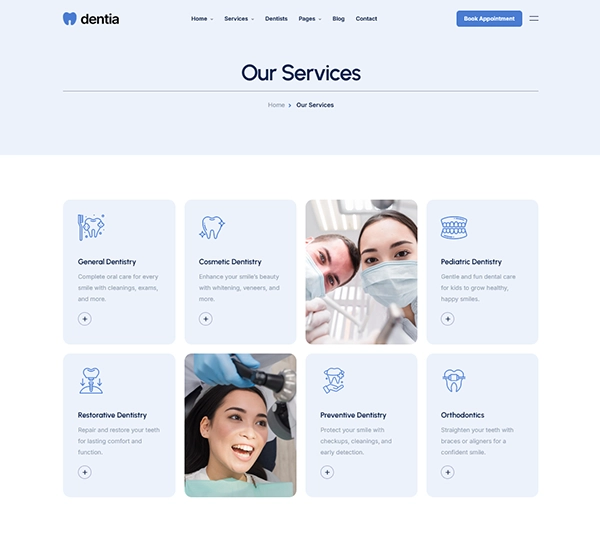 dentia
Home Services Dentists Pages Blog Contact
Book Appointment
Our Services
Home > Our Services
General Dentistry
Complete oral care for every
smile with cleanings, exams,
and more.
Cosmetic Dentistry
Enhance your smile's beauty
with whitening, veneers, and
more.
Pediatric Dentistry
Gentle and fun dental care
for kids to grow healthy,
happy smiles.
Restorative Dentistry
Repair and restore your teeth
for lasting comfort and
function.
Preventive Dentistry
Protect your smile with
checkups, cleanings, and
early detection.
Orthodontics
Straighten your teeth with
braces or aligners for a
confident smile.